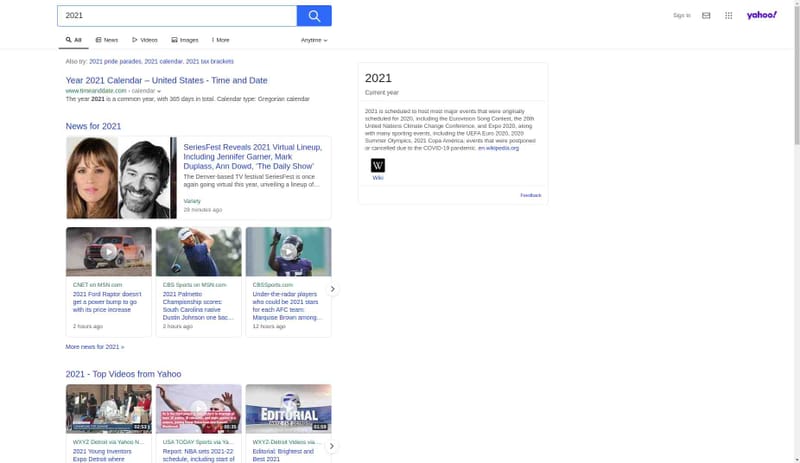 2021
Sign In
yahoo!
All
News
Videos
Images
More
Anytime
Also try: 2021 pride parades, 2021 calendar, 2021 tax brackets
Year 2021 Calendar – United States - Time and Date
www.timeanddate.com › calendar
The year 2021 is a common year, with 365 days in total. Calendar type: Gregorian calendar
News for 2021
SeriesFest Reveals 2021 Virtual Lineup,
Including Jennifer Garner, Mark
Duplass, Ann Dowd, ‘The Daily Show’
The Denver-based TV festival SeriesFest is once
again going virtual this year, unveiling a lineup of…
Variety
28 minutes ago
CNET on MSN.com
2021 Ford Raptor doesn't
get a power bump to go
with its price increase
2 hours ago
CBS Sports on MSN.com
2021 Palmetto
Championship scores:
South Carolina native
Dustin Johnson one bac…
2 hours ago
CBSSports.com
Under-the-radar players
who could be 2021 stars
for each AFC team:
Marquise Brown among…
12 hours ago
More news for 2021 »
2021 - Top Videos from Yahoo
02:53
WXYZ Detroit via Yahoo N…
2021 Young Inventors
Expo Detroit where
00:35
USA TODAY Sports via Ya…
Report: NBA sets 2021-22
schedule, including start of
EDITORIAL
01:59
WXYZ-Detroit Videos via…
Editorial: Brightest and
Best 2021
2021
Current year
2021 is scheduled to host most major events that were originally
scheduled for 2020, including the Eurovision Song Contest, the 26th
United Nations Climate Change Conference, and Expo 2020, along
with many sporting events, including the UEFA Euro 2020, 2020
Summer Olympics, 2021 Copa América, events that were postponed
or cancelled due to the COVID-19 pandemic. en.wikipedia.org
W
Wiki
Feedback